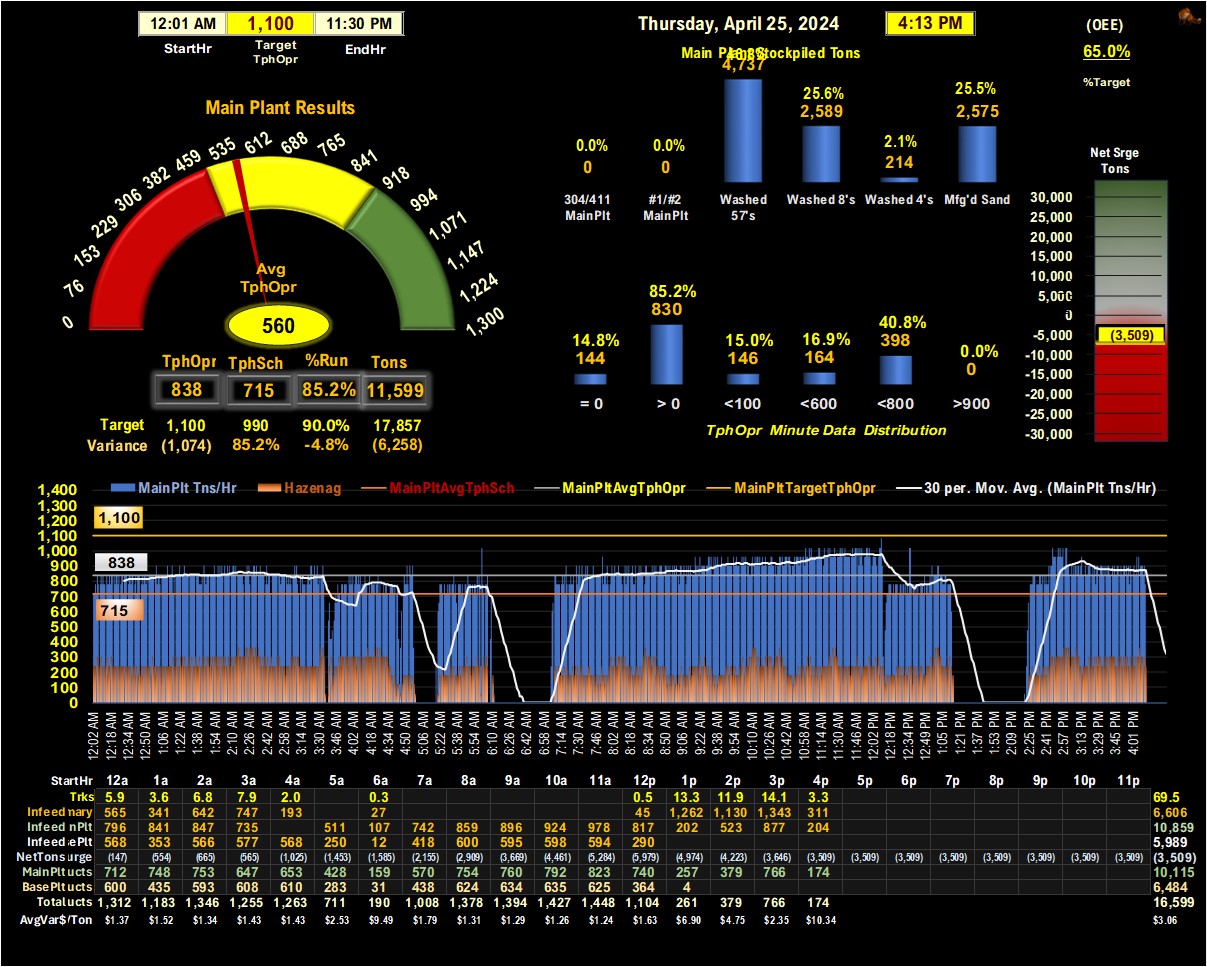 12:01 AM 1,100 11:30 PM
StartHr Target TphOpr EndHr
Thursday, April 25, 2024 4:13 PM
(OEE)
65.0%
%Target
Main Plant Results
0 76 153 229 306 382 459 535 612 688 765 841 918 994 1,071 1,147 1,224 1,300
Avg
TphOpr
560
TphOpr TphSch %Run Tons
838 715 85.2% 11,599
Target 1,100 990 90.0% 17,857
Variance (1,074) 85.2% -4.8% (6,258)
Main Plant Stockpiled Tons
0.0% 0.0% 46.8% 25.6% 2.1% 25.5%
0 0 4,737 2,589 214 2,575
304/411 MainPlt #1/#2 MainPlt Washed 57's Washed 8's Washed 4's Mfg'd Sand
14.8% 85.2% 15.0% 16.9% 40.8% 0.0%
144 830 146 164 398 0
= 0 > 0 <100 <600 <800 >900
TphOpr Minute Data Distribution
Net Srge
Tons
30,000
25,000
20,000
15,000
10,000
5,000
0
-5,000
(3,509)
-10,000
-15,000
-20,000
-25,000
-30,000
MainPlt Tns/Hr Hazenag MainPltAvgTphSch MainPltAvgTphOpr MainPltTargetTphOpr 30 per. Mov. Avg. (MainPlt Tns/Hr)
1,400
1,300
1,200
1,100
1,000
900
800
700
600
500
400
300
200
100
0
1,100
838
715
12:02 AM 12:18 AM 12:34 AM 12:50 AM 1:06 AM 1:22 AM 1:38 AM 1:54 AM 2:10 AM 2:26 AM 2:42 AM 2:58 AM 3:14 AM 3:30 AM 3:46 AM 4:02 AM 4:18 AM 4:34 AM 4:50 AM 5:06 AM 5:22 AM 5:38 AM 5:54 AM 6:10 AM 6:26 AM 6:42 AM 6:58 AM 7:14 AM 7:30 AM 7:46 AM 8:02 AM 8:18 AM 8:34 AM 8:50 AM 9:06 AM 9:22 AM 9:38 AM 9:54 AM 10:10 AM 10:26 AM 10:42 AM 10:58 AM 11:14 AM 11:30 AM 11:46 AM 12:02 PM 12:18 PM 12:34 PM 12:49 PM 1:05 PM 1:21 PM 1:37 PM 1:53 PM 2:09 PM 2:25 PM 2:41 PM 2:57 PM 3:13 PM 3:29 PM 3:45 PM 4:01 PM
StartHr 12a 1a 2a 3a 4a 5a 6a 7a 8a 9a 10a 11a 12p 1p 2p 3p 4p 5p 6p 7p 8p 9p 10p 11p
Trks 5.9 3.6 6.8 7.9 2.0 0.3 0.5 13.3 11.9 14.1 3.3 69.5
Infeed mary 565 341 642 747 193 27 45 1,262 1,130 1,343 311 6,606
Infeed nPlt 796 841 847 735 511 107 742 859 896 924 978 817 202 523 877 204 10,859
Infeed ePlt 568 353 566 577 568 250 12 418 600 595 598 594 290 5,989
NetTons urge (147) (554) (665) (565) (1,025) (1,453) (1,585) (2,155) (2,909) (3,669) (4,461) (5,284) (5,979) (4,974) (4,223) (3,646) (3,509) (3,509) (3,509) (3,509) (3,509) (3,509) (3,509) (3,509) (3,509)
MainPlt ucts 712 748 753 647 653 428 159 570 754 760 792 823 740 257 379 766 174 10,115
BasePlt ucts 600 435 593 608 610 283 31 438 624 634 635 625 364 4 6,484
Total ucts 1,312 1,183 1,346 1,255 1,263 711 190 1,008 1,378 1,394 1,427 1,448 1,104 261 379 766 174 16,599
AvgVar$/Ton $1.37 $1.52 $1.34 $1.43 $1.43 $2.53 $9.49 $1.79 $1.31 $1.29 $1.26 $1.24 $1.63 $6.90 $4.75 $2.35 $10.34 $3.06